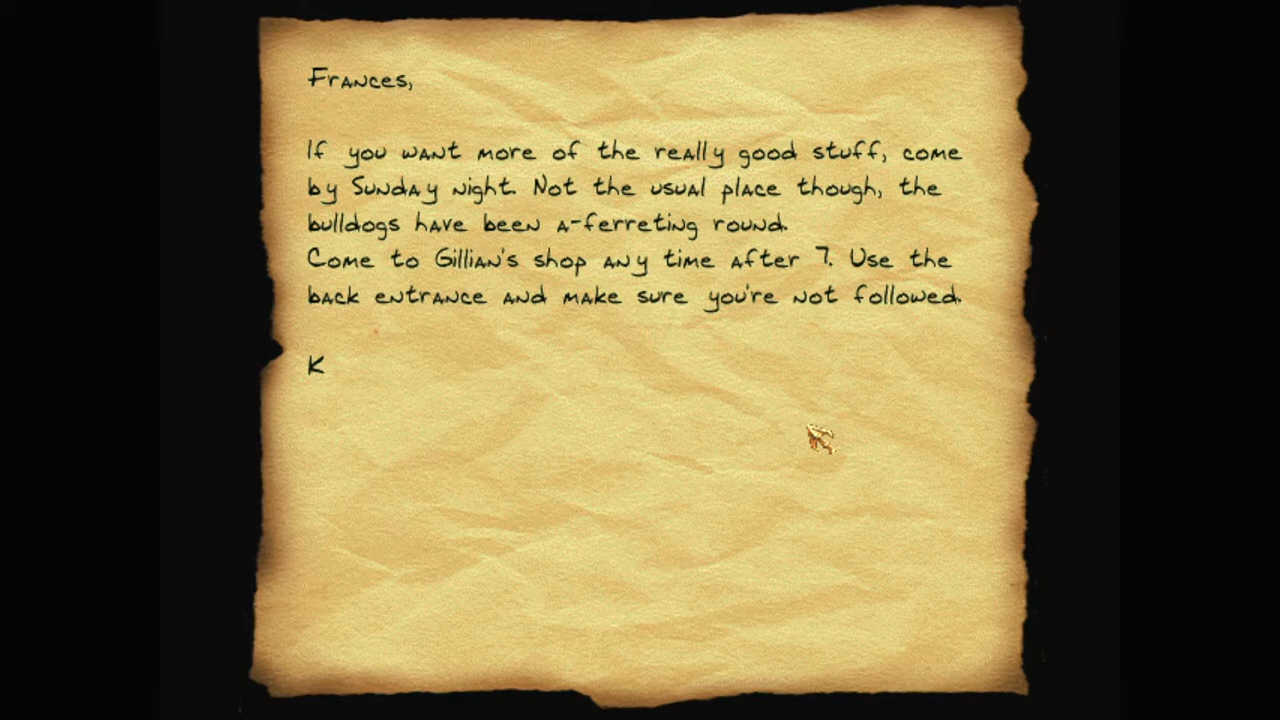 Frances,
If you want more of the really good stuff, come
by Sunday night. Not the usual place though, the
bulldogs have been a-ferreting round.
Come to Gillian's shop any time after 7. Use the
back entrance and make sure you're not followed.
K